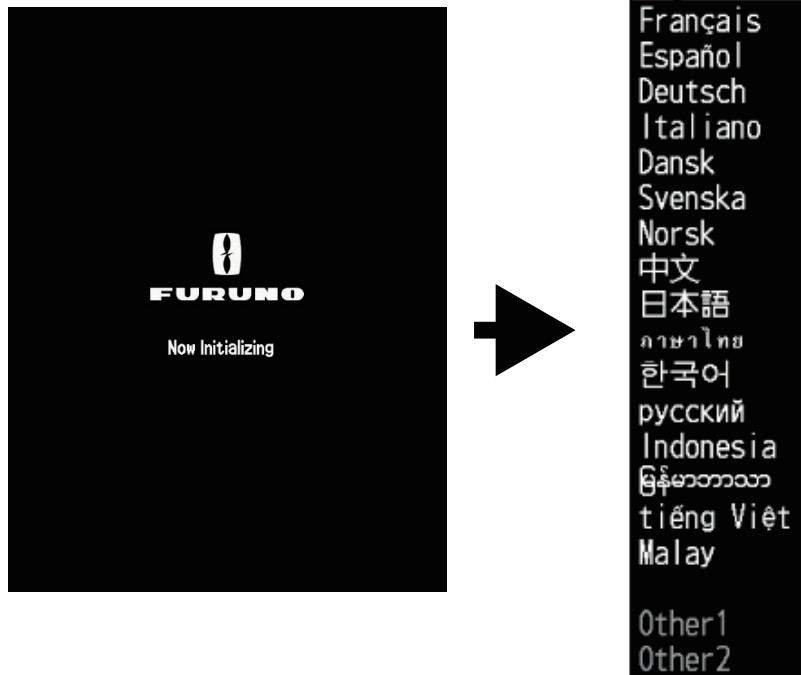 FURUNO
Now Initializing
Français
Español
Deutsch
Italiano
Dansk
Svenska
Norsk
中文
日本語
ภาษาไทย
한국어
русский
Indonesia
မြန်မာဘာသာ
tiếng Việt
Malay
Other1
Other2